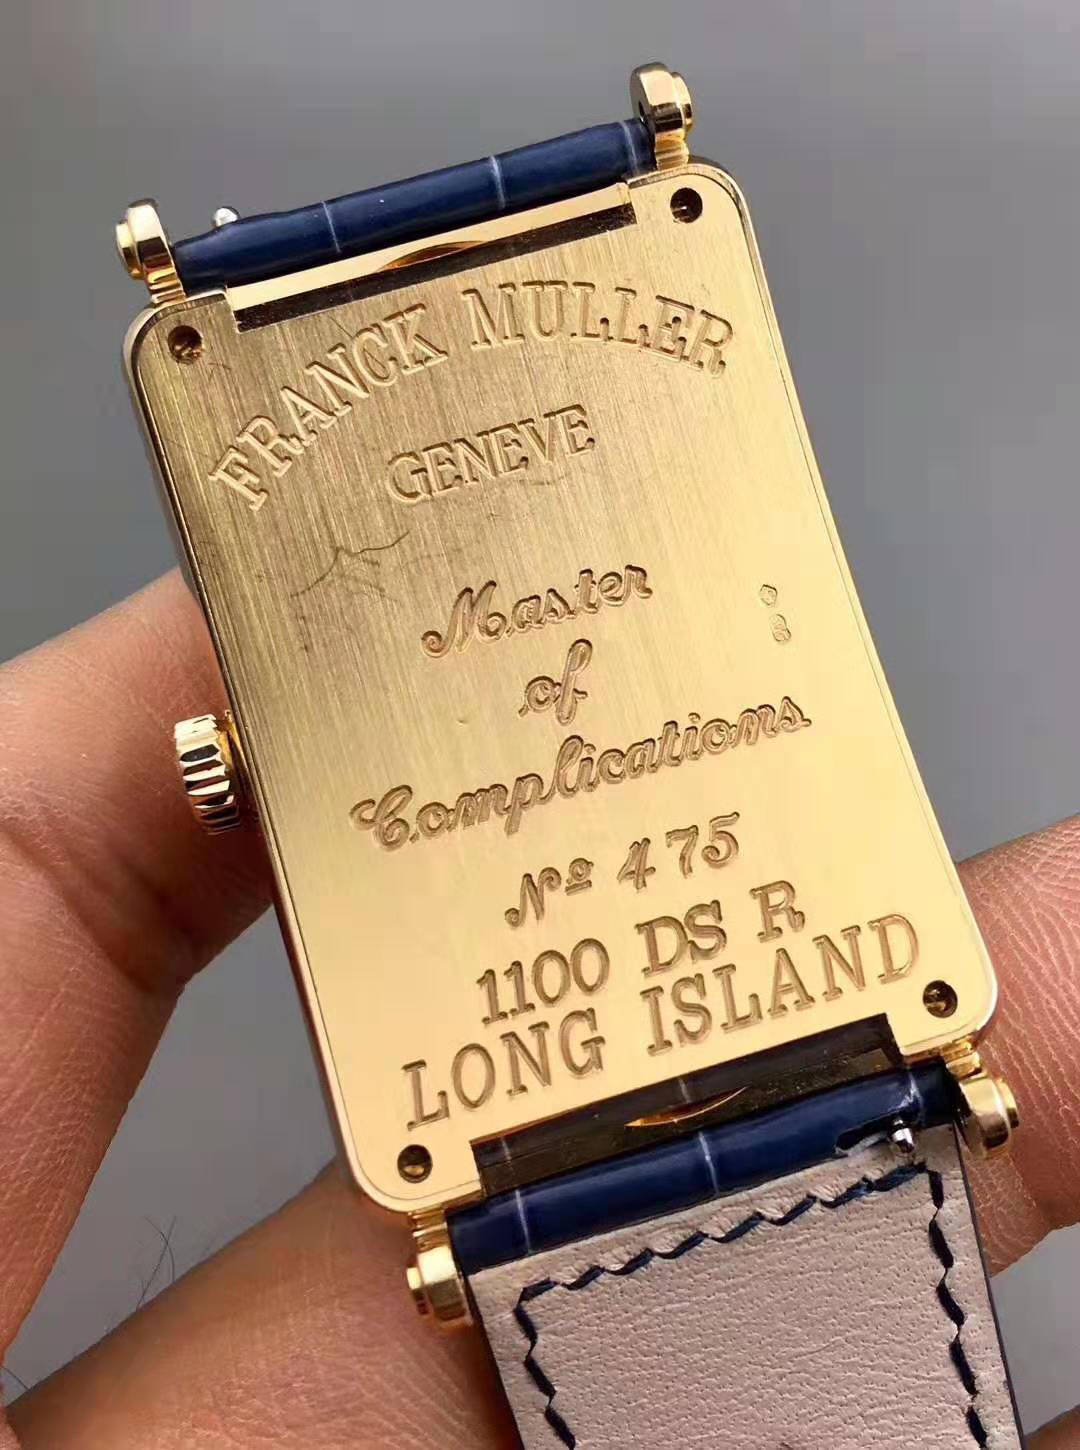 FRANCK MULLER
GENEVE
Master
of
Complications
Nº 475
1100 DS R
LONG ISLAND